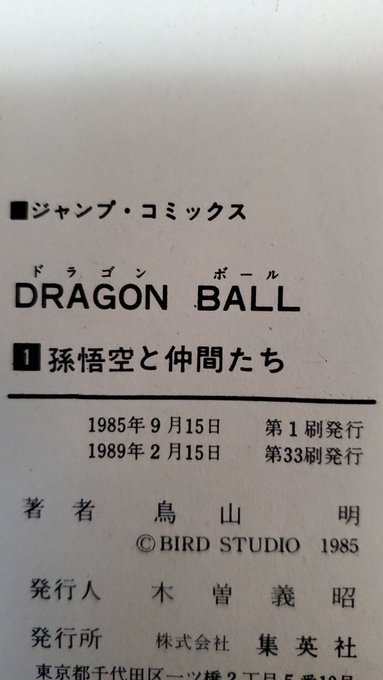 ■ジャンプ・コミックス
ドラゴン ボール
DRAGON BALL
1 孫悟空と仲間たち
1985年9月15日 第1刷発行
1989年2月15日 第33刷発行
著者 鳥山 明
©BIRD STUDIO 1985
発行人 木曽義昭
発行所 株式会社 集英社
東京都千代田区一ツ橋2丁目5番10号